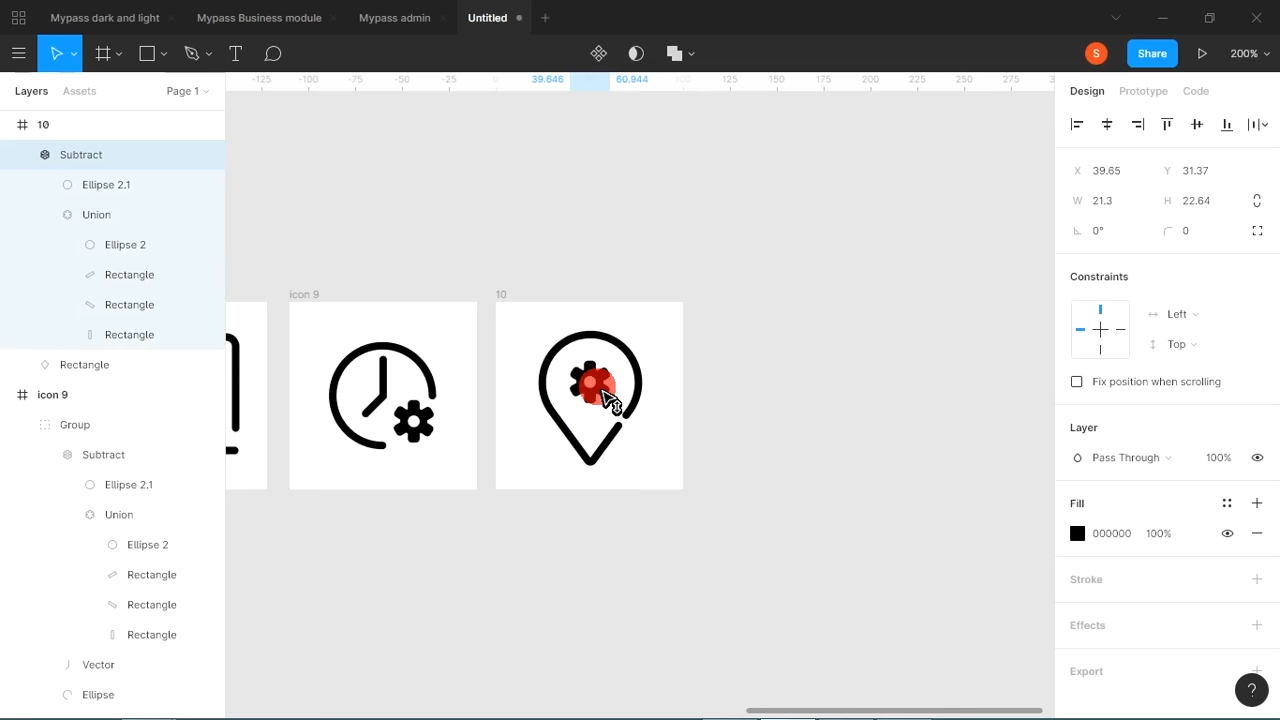 Mypass dark and light
Mypass Business module
Mypass admin
Untitled
S
Share
200%
Layers
Assets
Page 1
10
Subtract
Ellipse 2.1
Union
Ellipse 2
Rectangle
Rectangle
Rectangle
Rectangle
icon 9
Group
Subtract
Ellipse 2.1
Union
Ellipse 2
Rectangle
Rectangle
Rectangle
Vector
Ellipse
-125 -100 -75 -50 -25 0 39.646 60.944 100 125 150 175 200 225 250 275
icon 9
10
Design
Prototype
Code
X 39.65
Y 31.37
W 21.3
H 22.64
0°
0
Constraints
Left
Top
Fix position when scrolling
Layer
Pass Through
100%
Fill
000000
100%
Stroke
Effects
Export
?